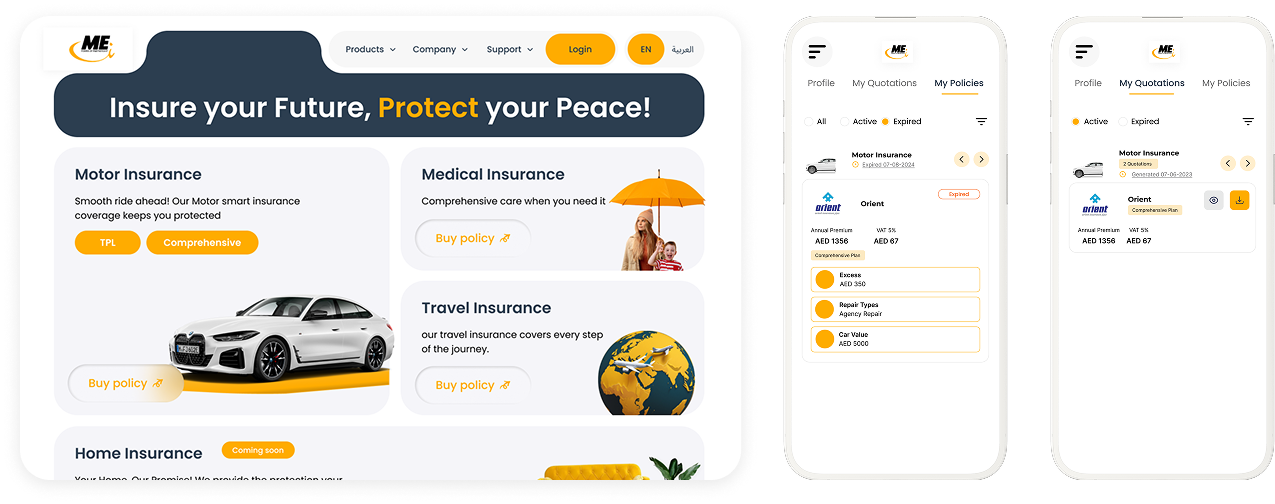 ME
Products
Company
Support
Login
EN
العربية
Insure your Future, Protect your Peace!
Motor Insurance
Smooth ride ahead! Our Motor smart insurance
coverage keeps you protected
TPL
Comprehensive
Buy policy
Medical Insurance
Comprehensive care when you need it
Buy policy
Travel Insurance
our travel insurance covers every step
of the journey.
Buy policy
Home Insurance
Coming soon
Your Home, Our Promise! We provide the protection your
ME
Profile
My Quotations
My Policies
All
Active
Expired
Motor Insurance
Expired 07-08-2024
Expired
orient
Orient
Annual Premium
VAT 5%
AED 1356
AED 67
Comprehensive Plan
Excess
AED 350
Repair Types
Agency Repair
Car Value
AED 5000
ME
Profile
My Quotations
My Policies
Active
Expired
Motor Insurance
2 Quotations
Generated 07-06-2023
orient
Orient
Comprehensive Plan
Annual Premium
VAT 5%
AED 1356
AED 67